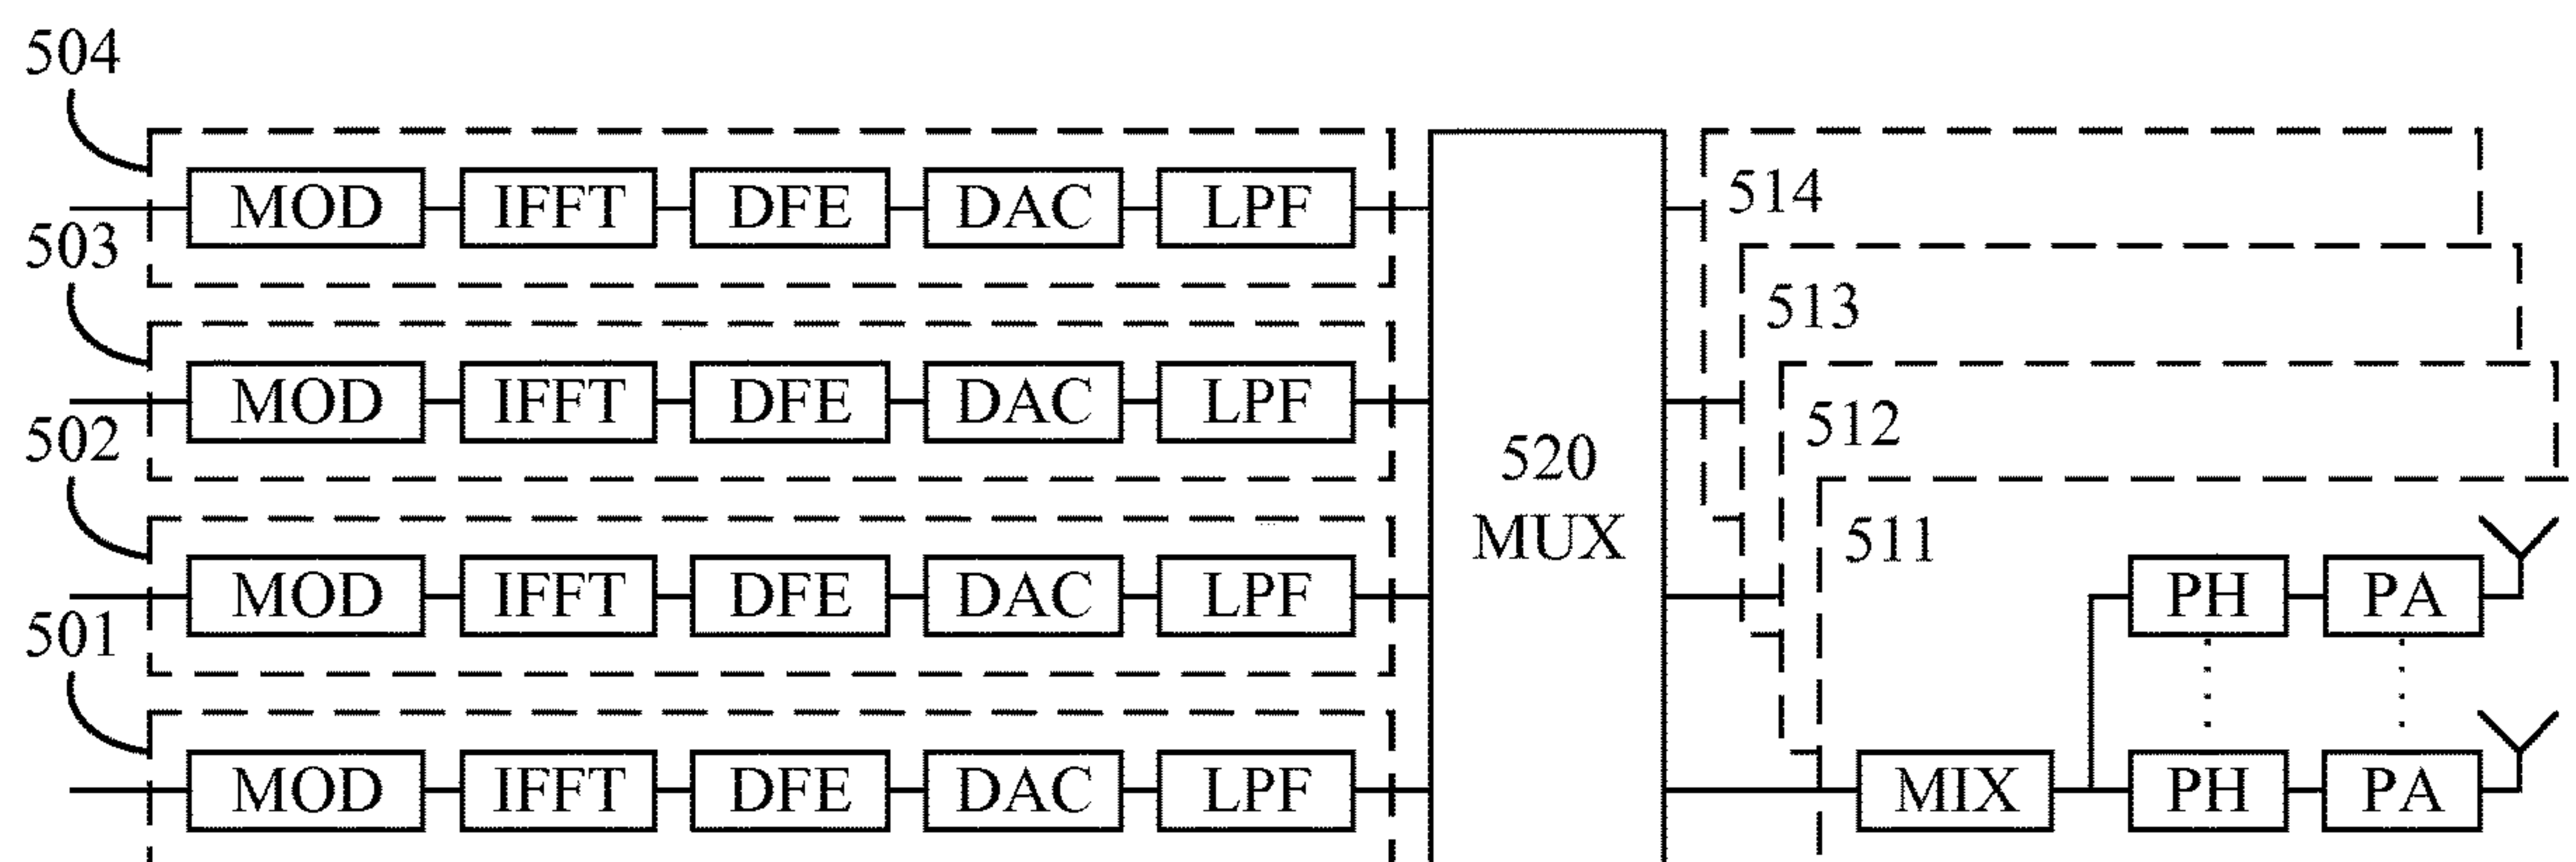 504
MOD IFFT DFE DAC LPF
514
503
513
MOD IFFT DFE DAC LPF
502
512
520
MUX
511
MOD IFFT DFE DAC LPF
PH PA
501
MOD IFFT DFE DAC LPF
MIX PH PA